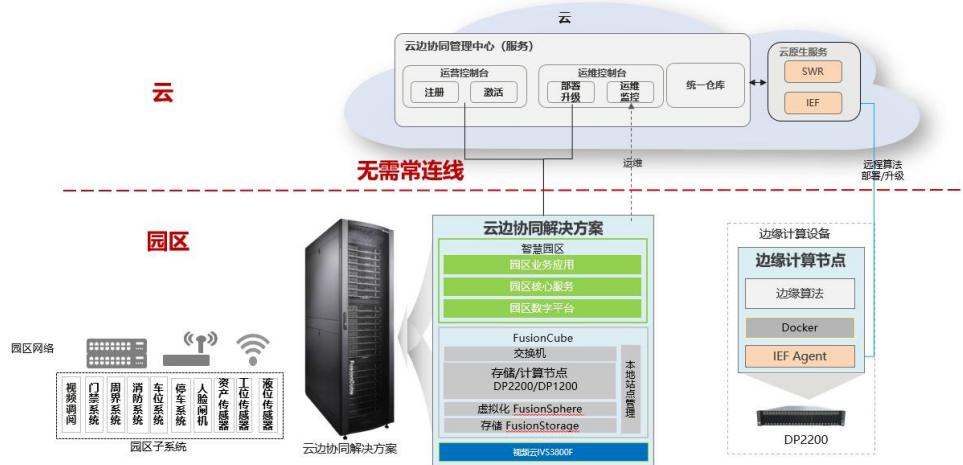 云
云边协同管理中心（服务）
运营控制台
注册
激活
运维控制台
部署
升级
运维
监控
统一仓库
云原生服务
SWR
IEF
云
无需常连线
运维
远程算法
部署/升级
园区
云边协同解决方案
智慧园区
园区业务应用
园区核心服务
园区数字平台
FusionCube
交换机
存储/计算节点
DP2200/DP1200
虚拟化 FusionSphere
存储 FusionStorage
本地站点管理
视频云IVS3800F
边缘计算设备
边缘计算节点
边缘算法
Docker
IEF Agent
DP2200
园区网络
视频调阅
门禁系统
周界系统
消防系统
车位系统
停车系统
人脸闸机
资产传感器
工位传感器
液位传感器
园区子系统
FusionCube
云边协同解决方案